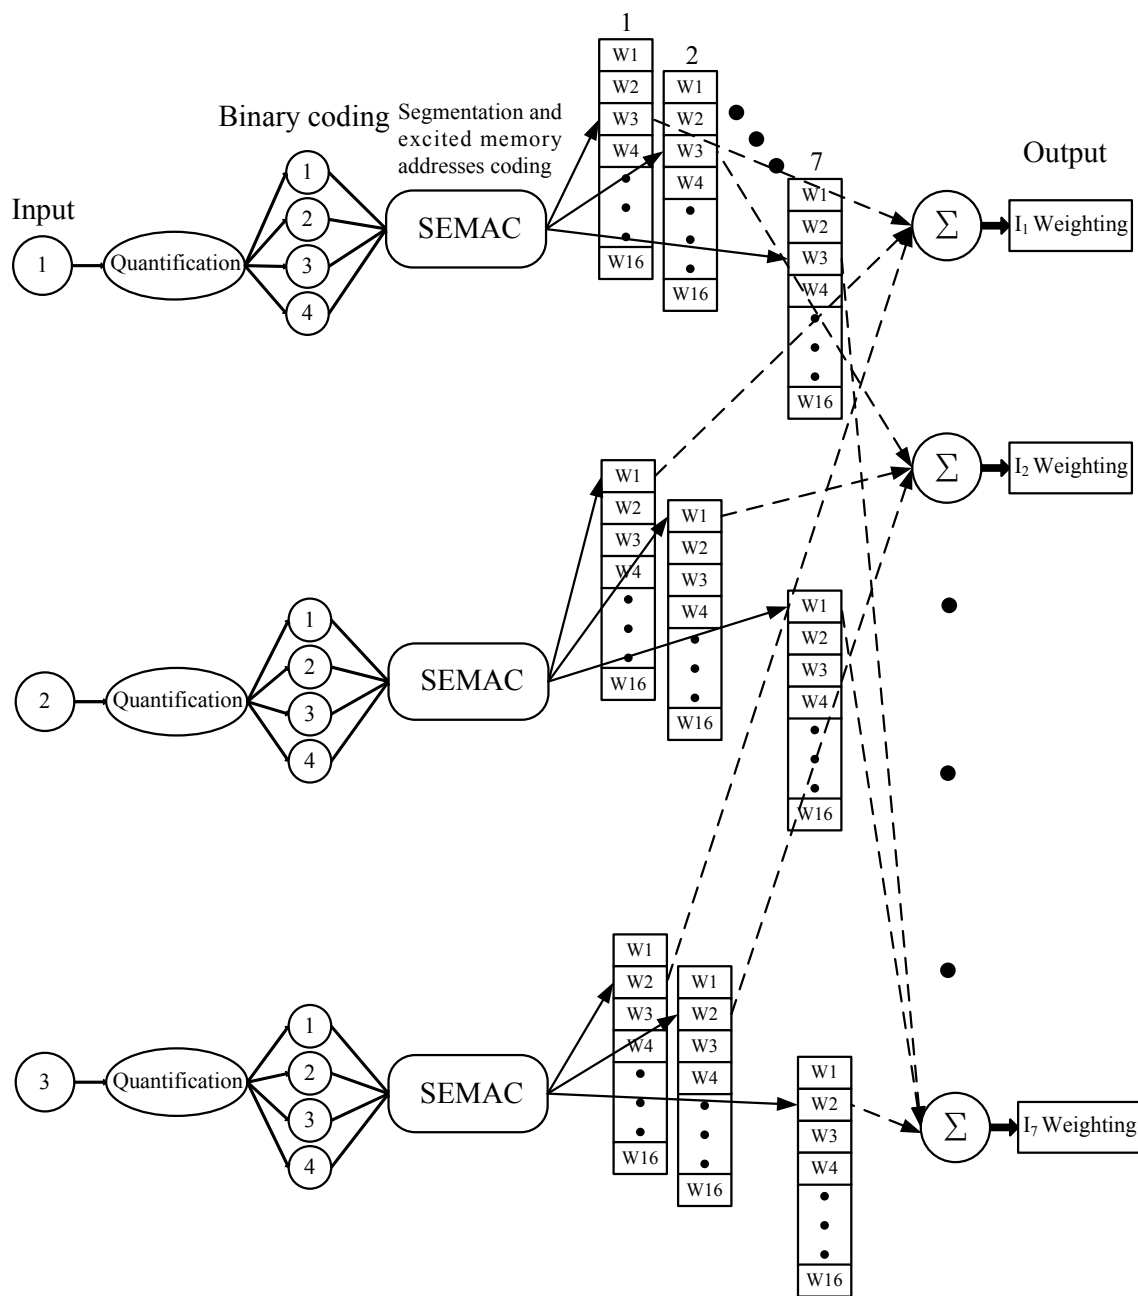 1
2
7
Binary coding
Segmentation and
excited memory
addresses coding
Output
Input
W1
W2
W3
W4
W16
W1
W2
W3
W4
W16
W1
W2
W3
W4
W16
1
Quantification
1
2
3
4
SEMAC
Σ
I1 Weighting
Σ
I2 Weighting
W1
W2
W3
W4
W16
W1
W2
W3
W4
W16
W1
W2
W3
W4
W16
2
Quantification
1
2
3
4
SEMAC
W1
W2
W3
W4
W16
W1
W2
W3
W4
W16
W1
W2
W3
W4
W16
3
Quantification
1
2
3
4
SEMAC
Σ
I7 Weighting